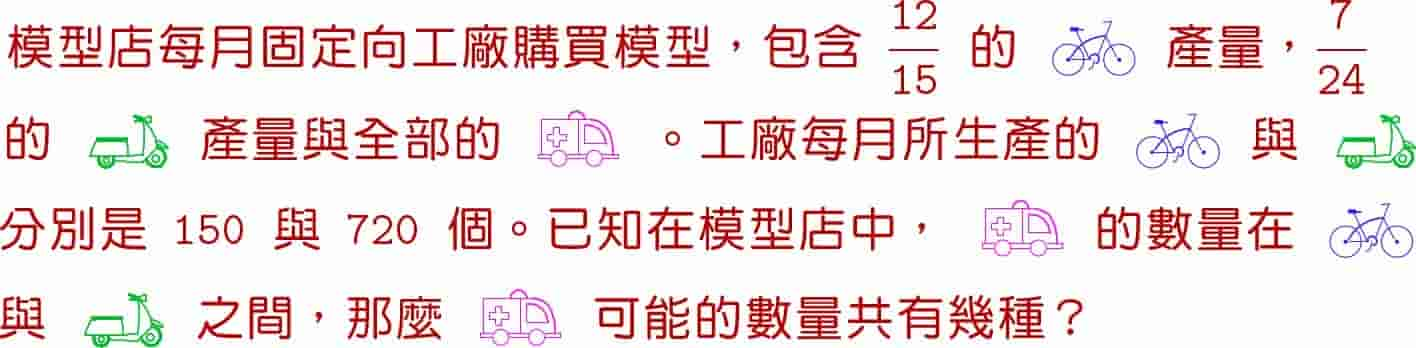 模型店每月固定向工廠購買模型，包含 12/15 的 產量，7/24
的 產量與全部的 。工廠每月所生產的 與
分別是 150 與 720 個。已知在模型店中， 的數量在
與 之間，那麼 可能的數量共有幾種？